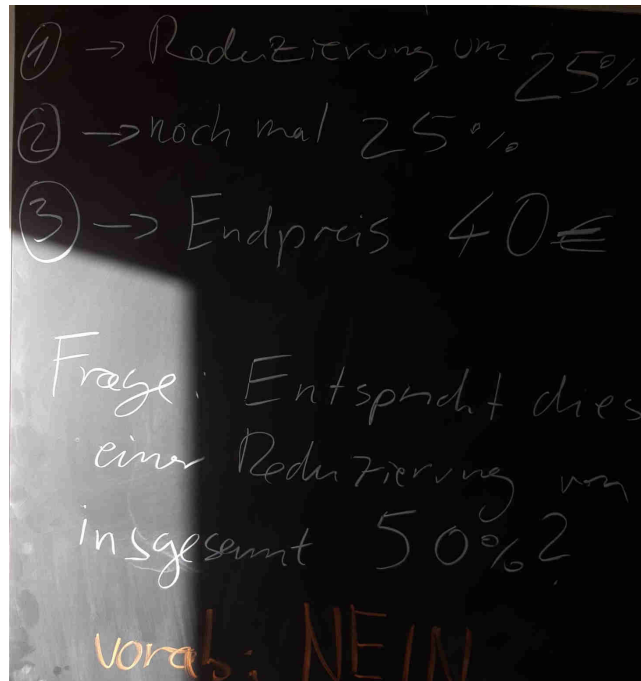 ① → Reduzierung um 25%
② → noch mal 25%
③ → Endpreis 40€
Frage: Entspricht dies
einer Reduzierung von
insgesamt 50%?
vorab: NEIN